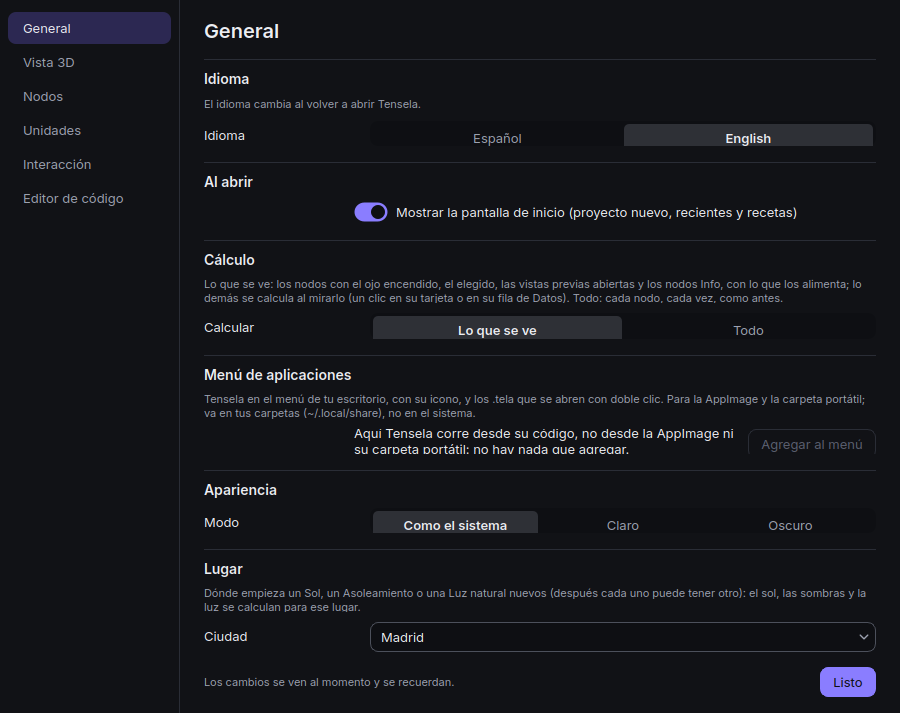 General
Vista 3D
Nodos
Unidades
Interacción
Editor de código
General
Idioma
El idioma cambia al volver a abrir Tensela.
Idioma
Español
English
Al abrir
Mostrar la pantalla de inicio (proyecto nuevo, recientes y recetas)
Cálculo
Lo que se ve: los nodos con el ojo encendido, el elegido, las vistas previas abiertas y los nodos Info, con lo que los alimenta; lo
demás se calcula al mirarlo (un clic en su tarjeta o en su fila de Datos). Todo: cada nodo, cada vez, como antes.
Calcular
Lo que se ve
Todo
Menú de aplicaciones
Tensela en el menú de tu escritorio, con su icono, y los .tela que se abren con doble clic. Para la AppImage y la carpeta portátil;
va en tus carpetas (~/.local/share), no en el sistema.
Aquí Tensela corre desde su código, no desde la AppImage ni
su carpeta portátil: no hay nada que agregar.
Agregar al menú
Apariencia
Modo
Como el sistema
Claro
Oscuro
Lugar
Dónde empieza un Sol, un Asoleamiento o una Luz natural nuevos (después cada uno puede tener otro): el sol, las sombras y la
luz se calculan para ese lugar.
Ciudad
Madrid
Los cambios se ven al momento y se recuerdan.
Listo